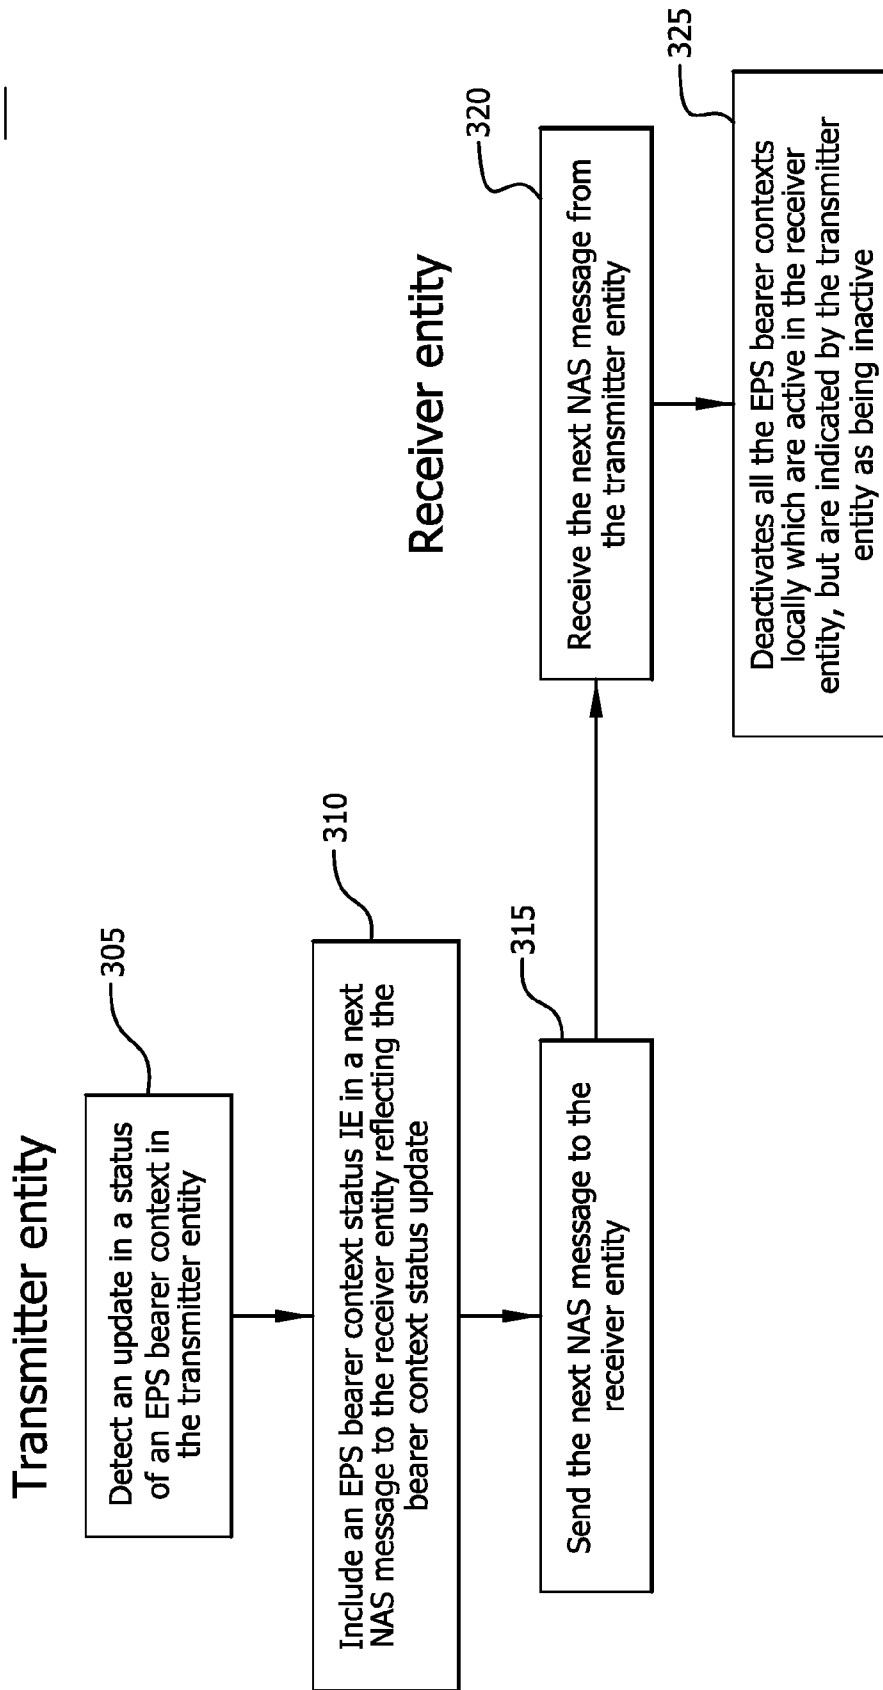 Transmitter entity
Detect an update in a status
of an EPS bearer context in
the transmitter entity
305
Include an EPS bearer context status IE in a next
NAS message to the receiver entity reflecting the
bearer context status update
310
Send the next NAS message to the
receiver entity
315
Receiver entity
Receive the next NAS message from
the transmitter entity
320
Deactivates all the EPS bearer contexts
locally which are active in the receiver
entity, but are indicated by the transmitter
entity as being inactive
325